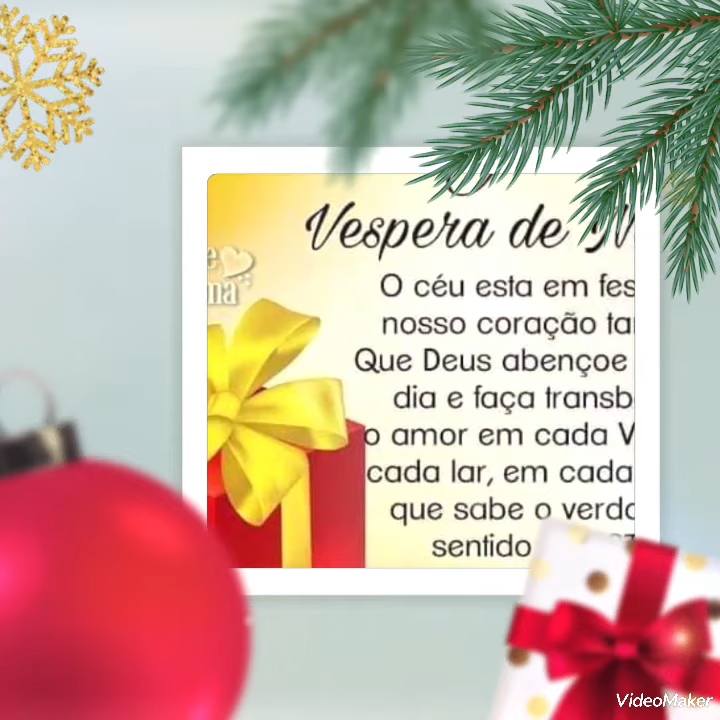 Vespera de
O céu esta em fes
nosso coração ta
Que Deus abençoe
dia e faça transb
o amor em cada V
cada lar, em cada
que sabe o verd
sentido
VideoMaker